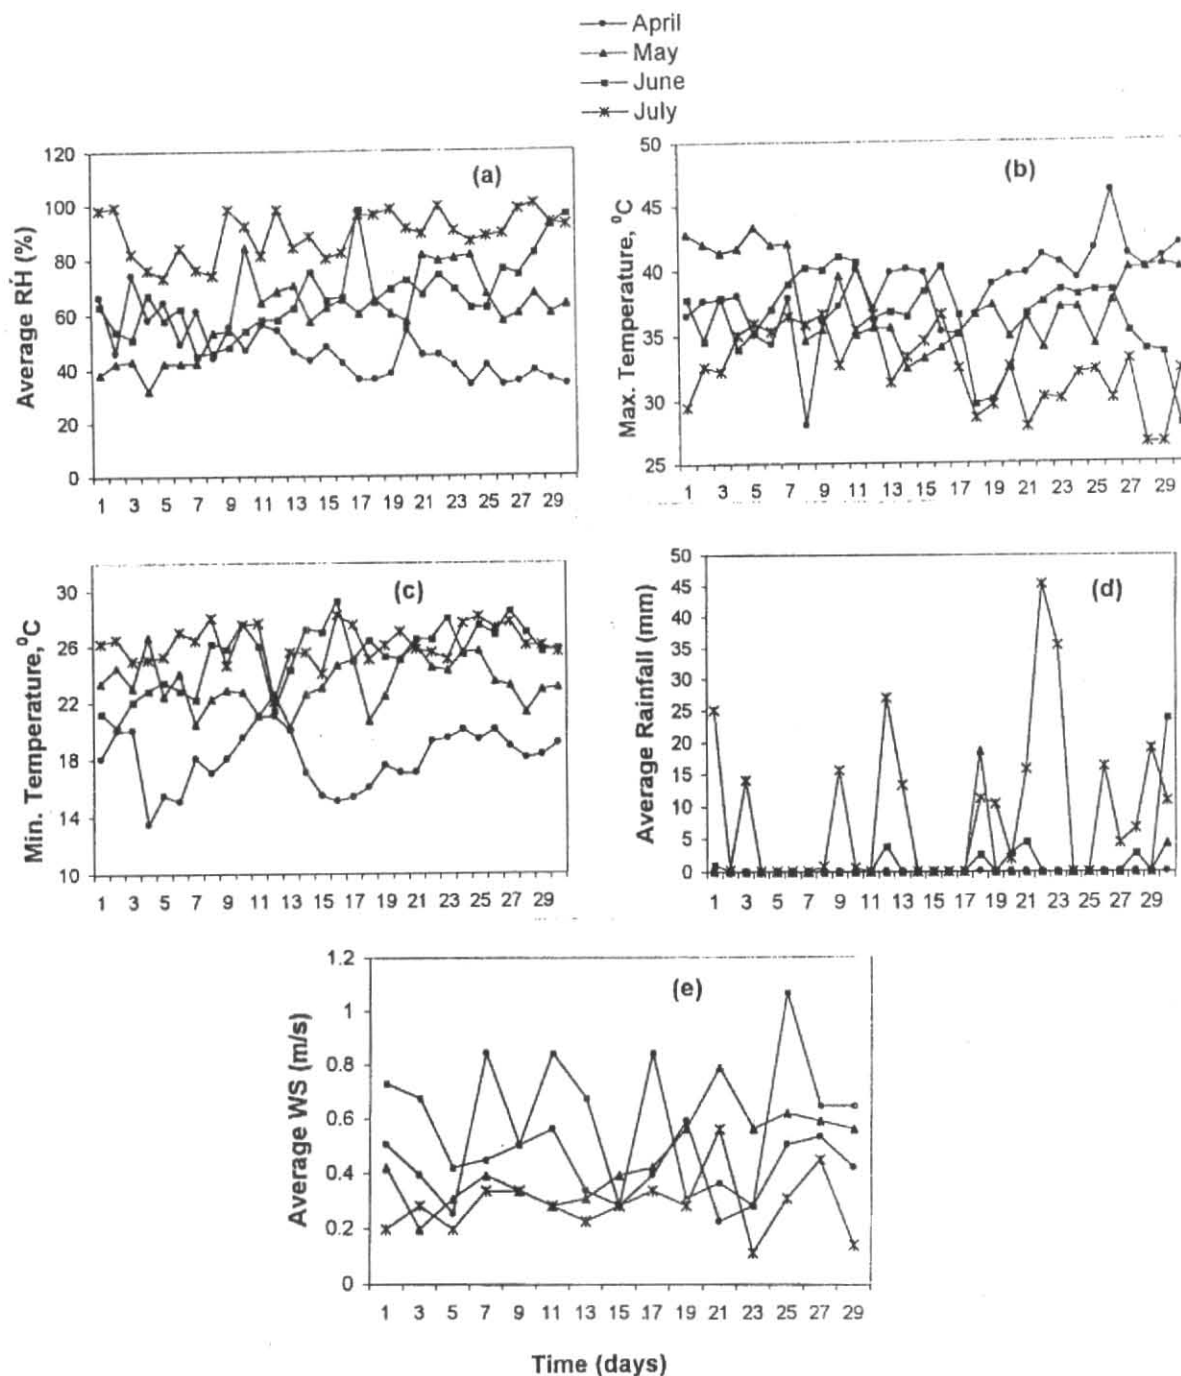 April
May
June
July
(a)
Average RH (%)
120
100
80
60
40
20
0
1 3 5 7 9 11 13 15 17 19 21 23 25 27 29
(b)
Max. Temperature, ⁰C
50
45
40
35
30
25
1 3 5 7 9 11 13 15 17 19 21 23 25 27 29
(c)
Min. Temperature,⁰C
30
26
22
18
14
10
1 3 5 7 9 11 13 15 17 19 21 23 25 27 29
(d)
Average Rainfall (mm)
50
45
40
35
30
25
20
15
10
5
0
1 3 5 7 9 11 13 15 17 19 21 23 25 27 29
(e)
Average WS (m/s)
1.2
1
0.8
0.6
0.4
0.2
0
1 3 5 7 9 11 13 15 17 19 21 23 25 27 29
Time (days)